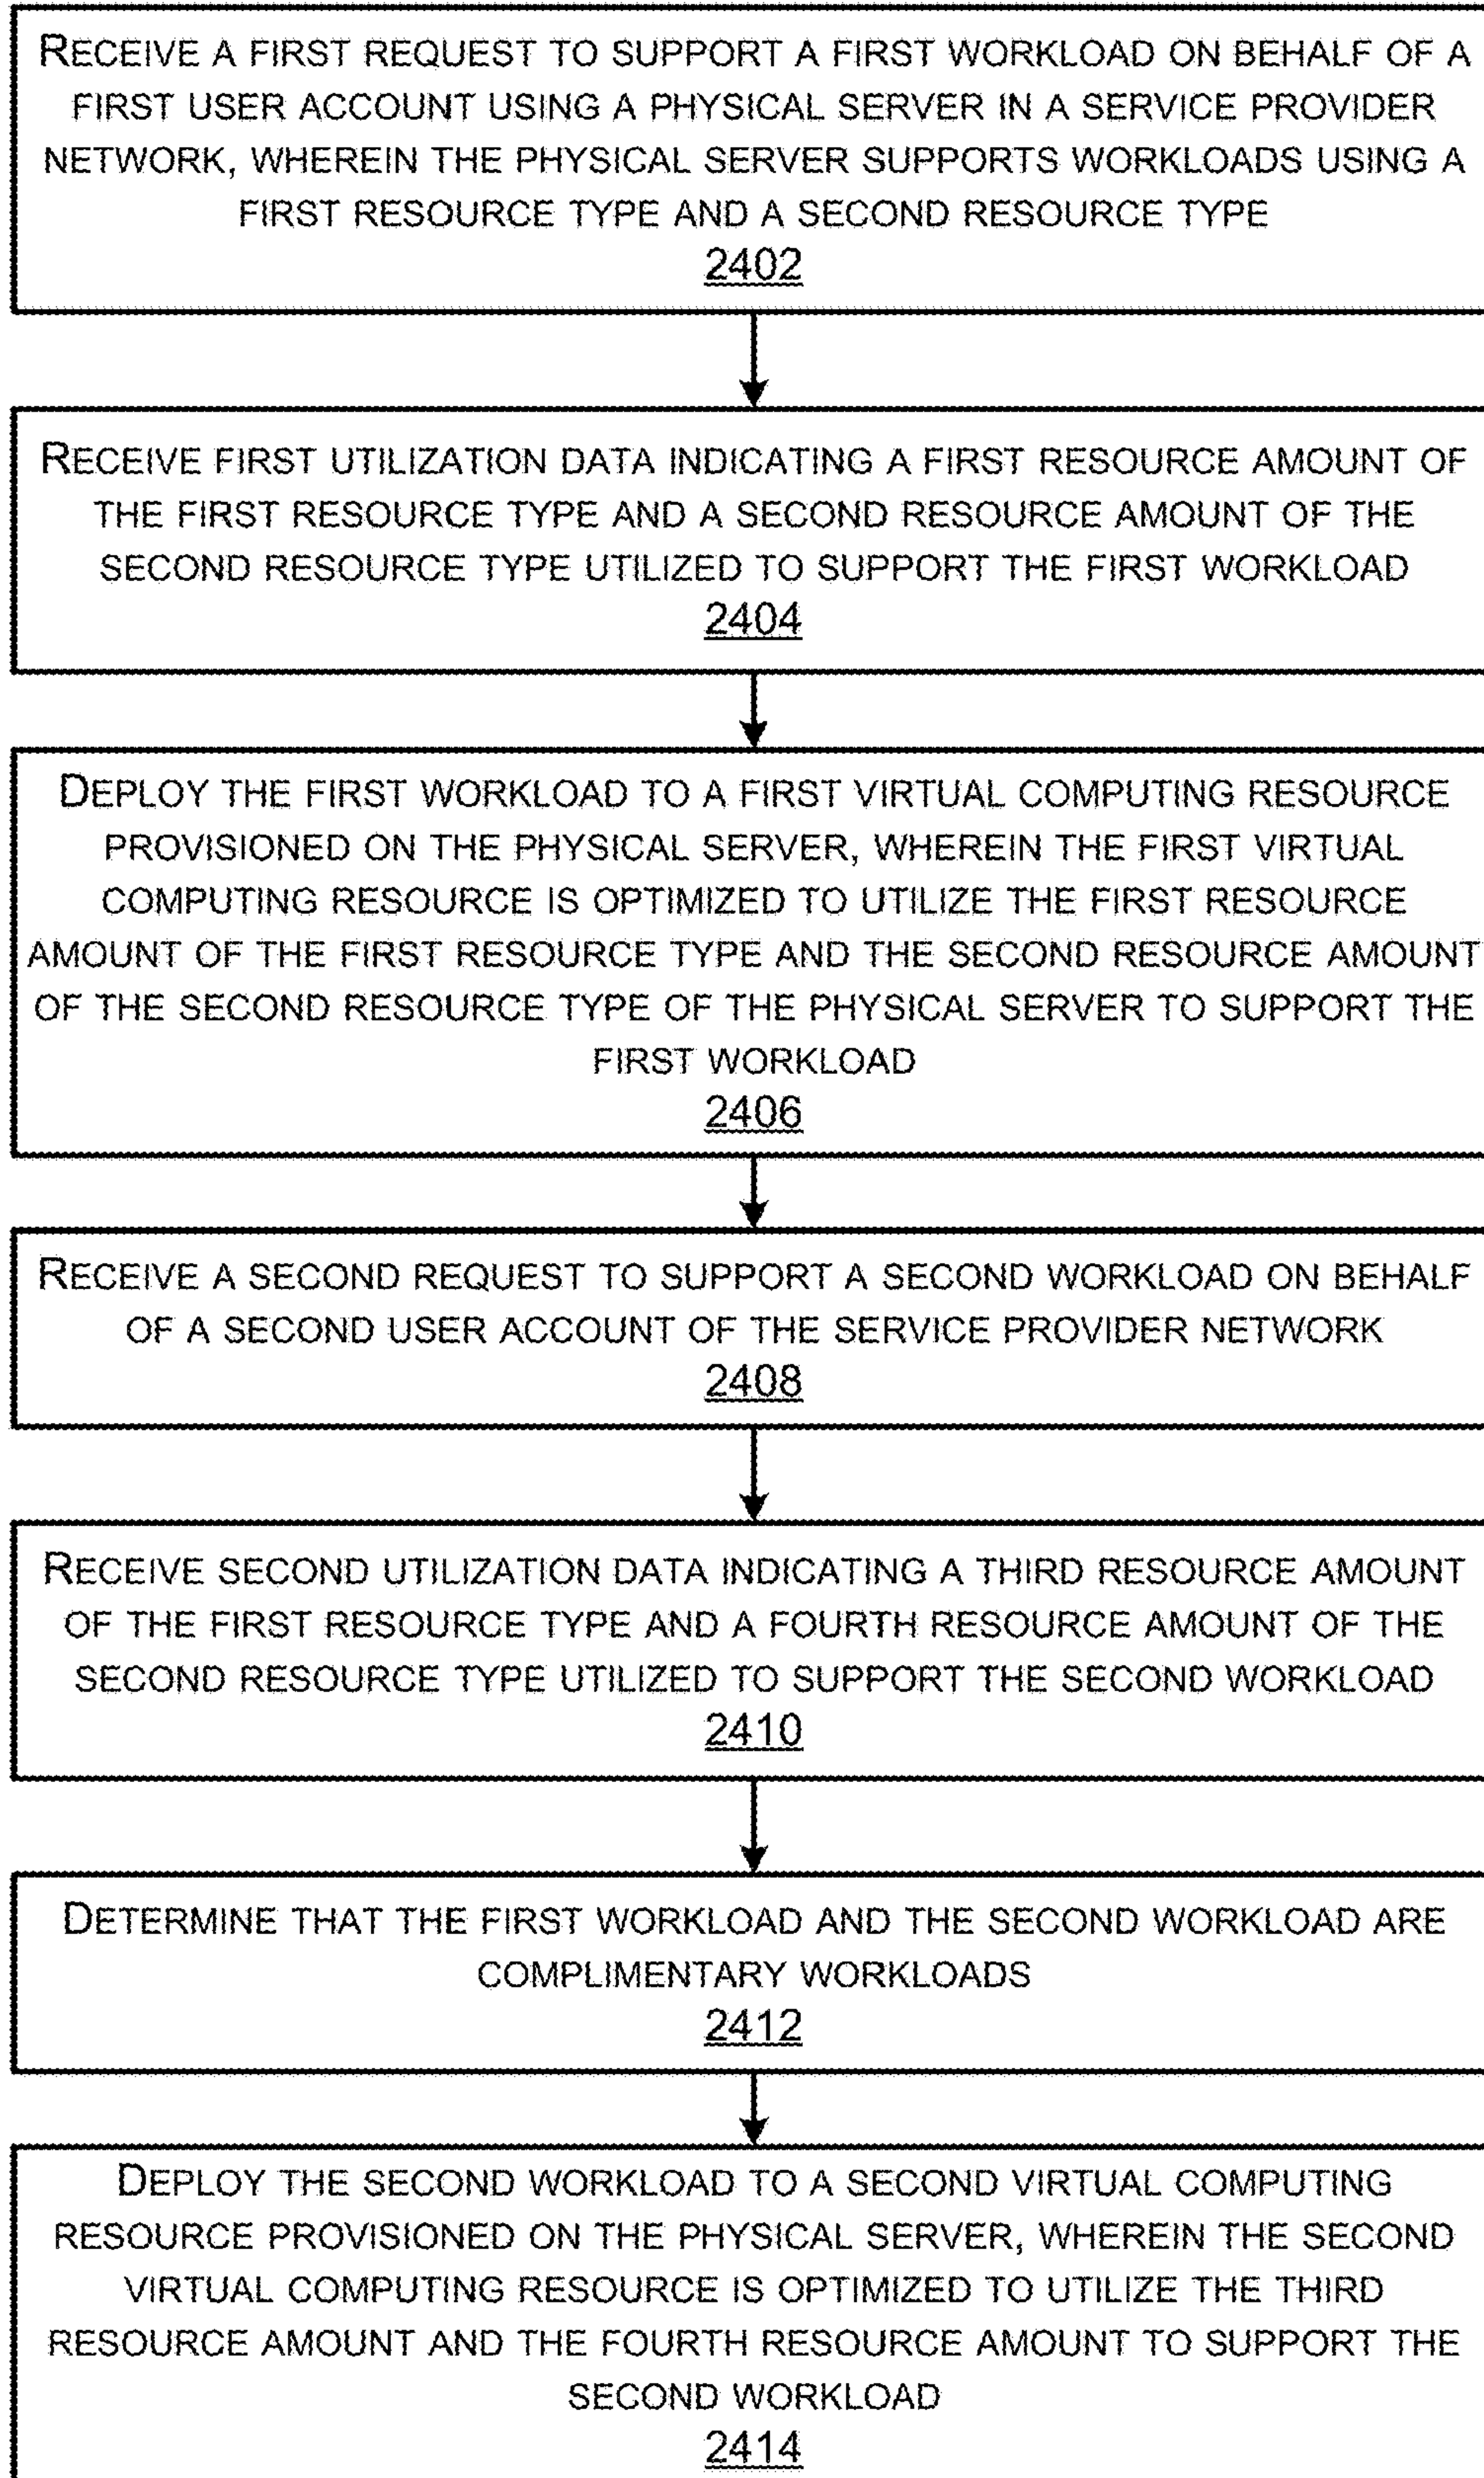 RECEIVE A FIRST REQUEST TO SUPPORT A FIRST WORKLOAD ON BEHALF OF A
FIRST USER ACCOUNT USING A PHYSICAL SERVER IN A SERVICE PROVIDER
NETWORK, WHEREIN THE PHYSICAL SERVER SUPPORTS WORKLOADS USING A
FIRST RESOURCE TYPE AND A SECOND RESOURCE TYPE
2402
RECEIVE FIRST UTILIZATION DATA INDICATING A FIRST RESOURCE AMOUNT OF
THE FIRST RESOURCE TYPE AND A SECOND RESOURCE AMOUNT OF THE
SECOND RESOURCE TYPE UTILIZED TO SUPPORT THE FIRST WORKLOAD
2404
DEPLOY THE FIRST WORKLOAD TO A FIRST VIRTUAL COMPUTING RESOURCE
PROVISIONED ON THE PHYSICAL SERVER, WHEREIN THE FIRST VIRTUAL
COMPUTING RESOURCE IS OPTIMIZED TO UTILIZE THE FIRST RESOURCE
AMOUNT OF THE FIRST RESOURCE TYPE AND THE SECOND RESOURCE AMOUNT
OF THE SECOND RESOURCE TYPE OF THE PHYSICAL SERVER TO SUPPORT THE
FIRST WORKLOAD
2406
RECEIVE A SECOND REQUEST TO SUPPORT A SECOND WORKLOAD ON BEHALF
OF A SECOND USER ACCOUNT OF THE SERVICE PROVIDER NETWORK
2408
RECEIVE SECOND UTILIZATION DATA INDICATING A THIRD RESOURCE AMOUNT
OF THE FIRST RESOURCE TYPE AND A FOURTH RESOURCE AMOUNT OF THE
SECOND RESOURCE TYPE UTILIZED TO SUPPORT THE SECOND WORKLOAD
2410
DETERMINE THAT THE FIRST WORKLOAD AND THE SECOND WORKLOAD ARE
COMPLIMENTARY WORKLOADS
2412
DEPLOY THE SECOND WORKLOAD TO A SECOND VIRTUAL COMPUTING
RESOURCE PROVISIONED ON THE PHYSICAL SERVER, WHEREIN THE SECOND
VIRTUAL COMPUTING RESOURCE IS OPTIMIZED TO UTILIZE THE THIRD
RESOURCE AMOUNT AND THE FOURTH RESOURCE AMOUNT TO SUPPORT THE
SECOND WORKLOAD
2414